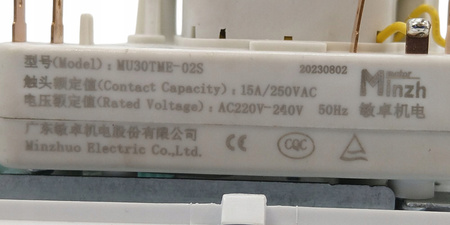 型号(Model): MU30TME-02S 20230802 motor Minzh
触头额定值(Contact Capacity): 15A/250VAC
电压额定值(Rated Voltage): AC220V-240V 50Hz 敏卓机电
广东敏卓机电股份有限公司
Minzhuo Electric Co.,Ltd. CE CQC